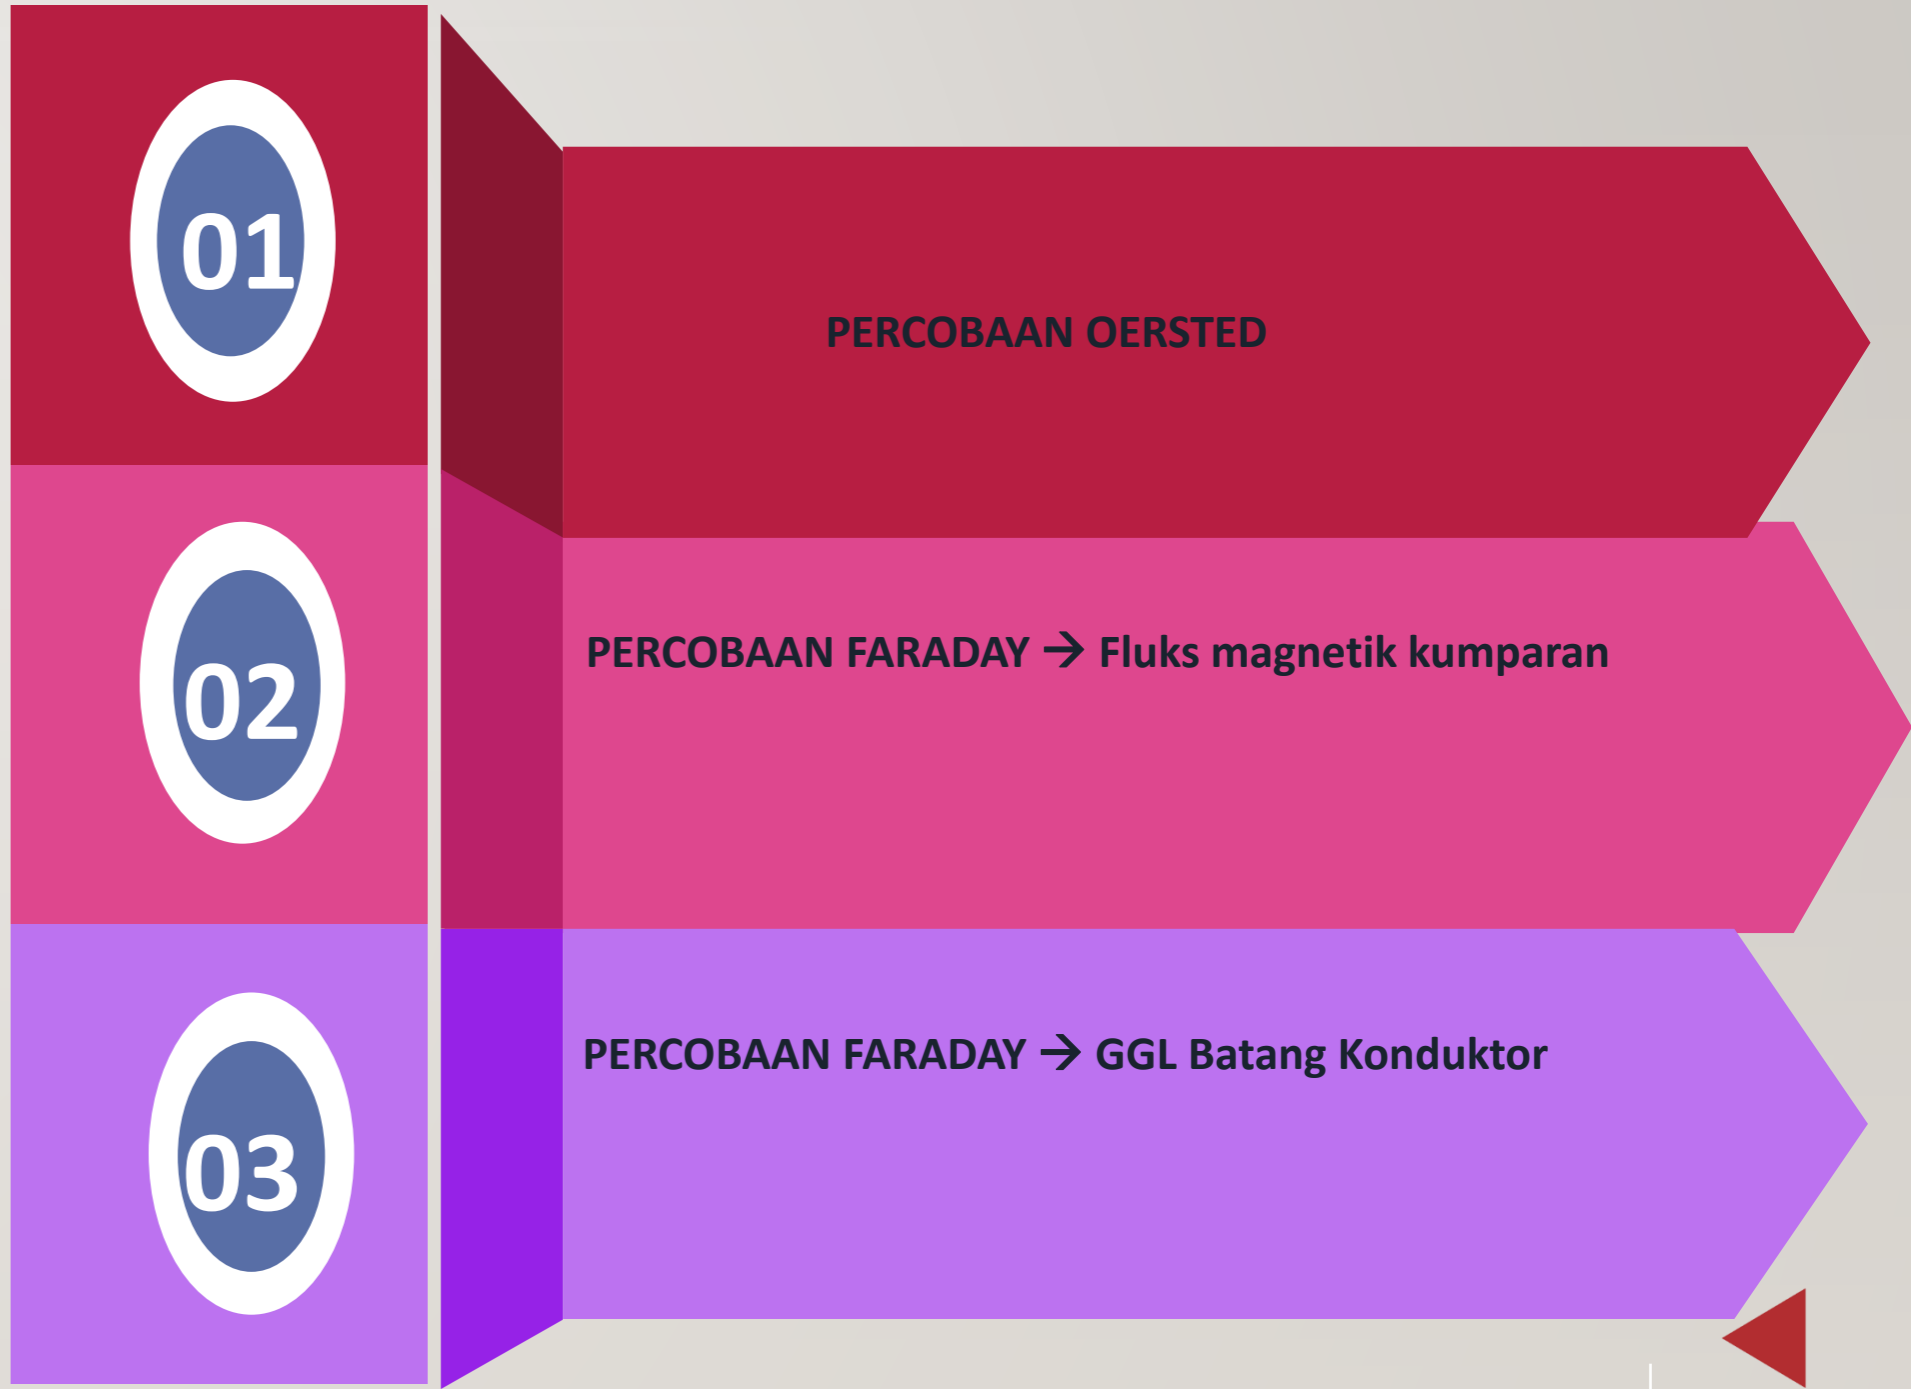 01
PERCOBAAN OERSTED
02
PERCOBAAN FARADAY → Fluks magnetik kumparan
03
PERCOBAAN FARADAY → GGL Batang Konduktor